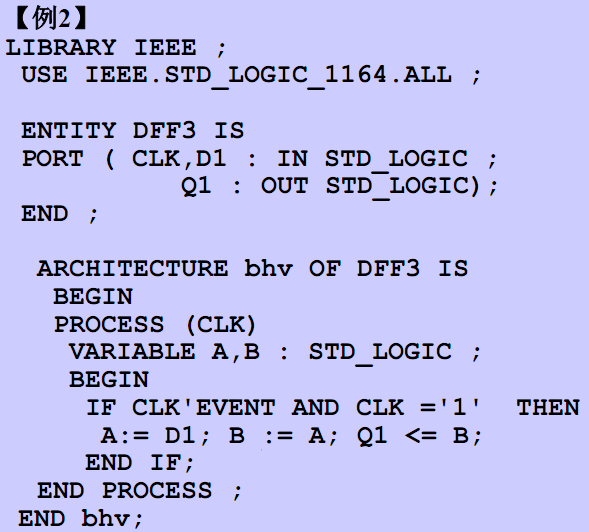 【例2】
LIBRARY IEEE ;
USE IEEE.STD_LOGIC_1164.ALL ;
ENTITY DFF3 IS
PORT ( CLK,D1 : IN STD_LOGIC ;
Q1 : OUT STD_LOGIC);
END ;
ARCHITECTURE bhv OF DFF3 IS
BEGIN
PROCESS (CLK)
VARIABLE A,B : STD_LOGIC ;
BEGIN
IF CLK'EVENT AND CLK ='1' THEN
A:= D1; B := A; Q1 <= B;
END IF;
END PROCESS ;
END bhv;